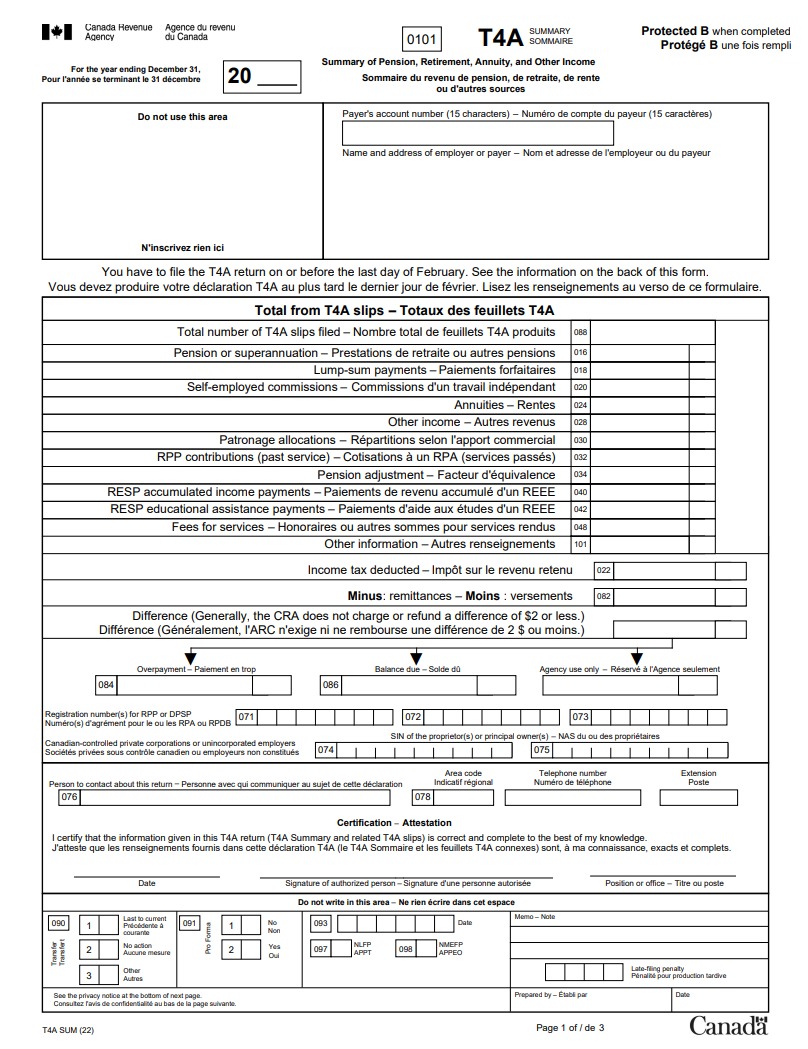 Canada Revenue Agency
Agence du revenu du Canada
0101
T4A SUMMARY SOMMAIRE
Protected B when completed
Protégé B une fois rempli
For the year ending December 31,
Pour l'année se terminant le 31 décembre
20
Summary of Pension, Retirement, Annuity, and Other Income
Sommaire du revenu de pension, de retraite, de rente
ou d'autres sources
Do not use this area
N'inscrivez rien ici
Payer's account number (15 characters) – Numéro de compte du payeur (15 caractères)
Name and address of employer or payer – Nom et adresse de l'employeur ou du payeur
You have to file the T4A return on or before the last day of February. See the information on the back of this form.
Vous devez produire votre déclaration T4A au plus tard le dernier jour de février. Lisez les renseignements au verso de ce formulaire.
Total from T4A slips – Totaux des feuillets T4A
Total number of T4A slips filed – Nombre total de feuillets T4A produits 088
Pension or superannuation – Prestations de retraite ou autres pensions 016
Lump-sum payments – Paiements forfaitaires 018
Self-employed commissions – Commissions d'un travail indépendant 020
Annuities – Rentes 024
Other income – Autres revenus 028
Patronage allocations – Répartitions selon l'apport commercial 030
RPP contributions (past service) – Cotisations à un RPA (services passés) 032
Pension adjustment – Facteur d'équivalence 034
RESP accumulated income payments – Paiements de revenu accumulé d'un REEE 040
RESP educational assistance payments – Paiements d'aide aux études d'un REEE 042
Fees for services – Honoraires ou autres sommes pour services rendus 048
Other information – Autres renseignements 101
Income tax deducted – Impôt sur le revenu retenu 022
Minus: remittances – Moins : versements 082
Difference (Generally, the CRA does not charge or refund a difference of $2 or less.)
Différence (Généralement, l'ARC n'exige ni ne rembourse une différence de 2 $ ou moins.)
Overpayment – Paiement en trop
084
Balance due – Solde dû
086
Agency use only – Réservé à l'Agence seulement
Registration number(s) for RPP or DPSP
Numéro(s) d'agrément pour le ou les RPA ou RPDB
071
072
073
SIN of the proprietor(s) or principal owner(s) – NAS du ou des propriétaires
Canadian-controlled private corporations or unincorporated employers
Sociétés privées sous contrôle canadien ou employeurs non constitués
074
075
Person to contact about this return – Personne avec qui communiquer au sujet de cette déclaration
076
Area code
Indicatif régional
078
Telephone number
Numéro de téléphone
Extension
Poste
Certification – Attestation
I certify that the information given in this T4A return (T4A Summary and related T4A slips) is correct and complete to the best of my knowledge.
J'atteste que les renseignements fournis dans cette déclaration T4A (le T4A Sommaire et les feuillets T4A connexes) sont, à ma connaissance, exacts et complets.
Date
Signature of authorized person – Signature d'une personne autorisée
Position or office – Titre ou poste
Do not write in this area – Ne rien écrire dans cet espace
090
Transfer
Transfert
1 Last to current
Précédente à courante
2 No action
Aucune mesure
3 Other
Autres
091
Pro Forma
1 No
Non
2 Yes
Oui
093 Date
097 NLFP
APPT
098 NMEFP
APPEO
Memo – Note
Late-filing penalty
Pénalité pour production tardive
See the privacy notice at the bottom of next page.
Consultez l'avis de confidentialité au bas de la page suivante.
Prepared by – Établi par
Date
T4A SUM (22)
Page 1 of / de 3
Canada